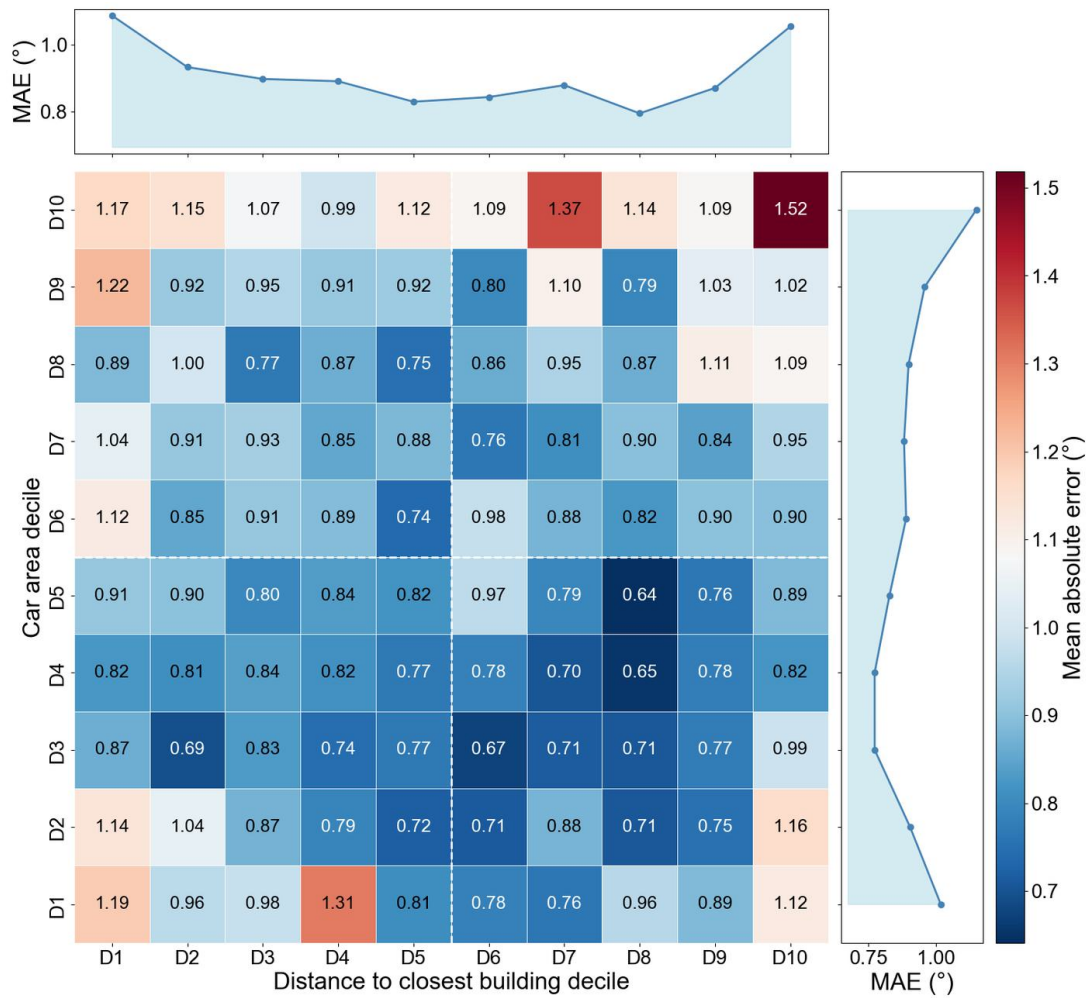 MAE (°)
1.0
0.8
D10 1.17 1.15 1.07 0.99 1.12 1.09 1.37 1.14 1.09 1.52
D9 1.22 0.92 0.95 0.91 0.92 0.80 1.10 0.79 1.03 1.02
D8 0.89 1.00 0.77 0.87 0.75 0.86 0.95 0.87 1.11 1.09
D7 1.04 0.91 0.93 0.85 0.88 0.76 0.81 0.90 0.84 0.95
D6 1.12 0.85 0.91 0.89 0.74 0.98 0.88 0.82 0.90 0.90
D5 0.91 0.90 0.80 0.84 0.82 0.97 0.79 0.64 0.76 0.89
D4 0.82 0.81 0.84 0.82 0.77 0.78 0.70 0.65 0.78 0.82
D3 0.87 0.69 0.83 0.74 0.77 0.67 0.71 0.71 0.77 0.99
D2 1.14 1.04 0.87 0.79 0.72 0.71 0.88 0.71 0.75 1.16
D1 1.19 0.96 0.98 1.31 0.81 0.78 0.76 0.96 0.89 1.12
Car area decile
D1 D2 D3 D4 D5 D6 D7 D8 D9 D10
Distance to closest building decile
0.75 1.00
MAE (°)
1.5
1.4
1.3
1.2
1.1
1.0
0.9
0.8
0.7
Mean absolute error (°)